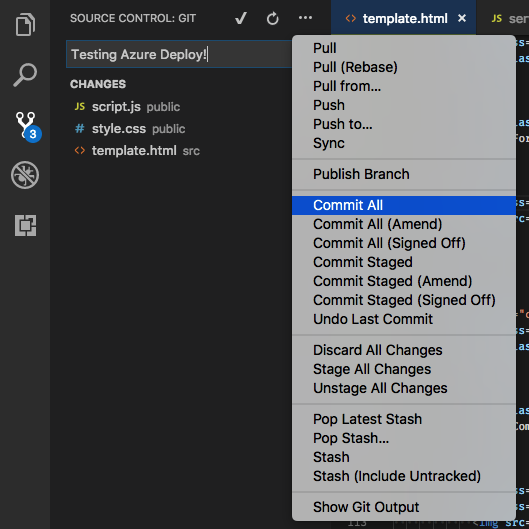 SOURCE CONTROL: GIT
template.html
ser
Testing Azure Deploy!
CHANGES
JS script.js public
# style.css public
<> template.html src
3
Pull
Pull (Rebase)
Pull from...
Push
Push to...
Sync
Publish Branch
Commit All
Commit All (Amend)
Commit All (Signed Off)
Commit Staged
Commit Staged (Amend)
Commit Staged (Signed Off)
Undo Last Commit
Discard All Changes
Stage All Changes
Unstage All Changes
Pop Latest Stash
Pop Stash...
Stash
Stash (Include Untracked)
Show Git Output
113 <img src=